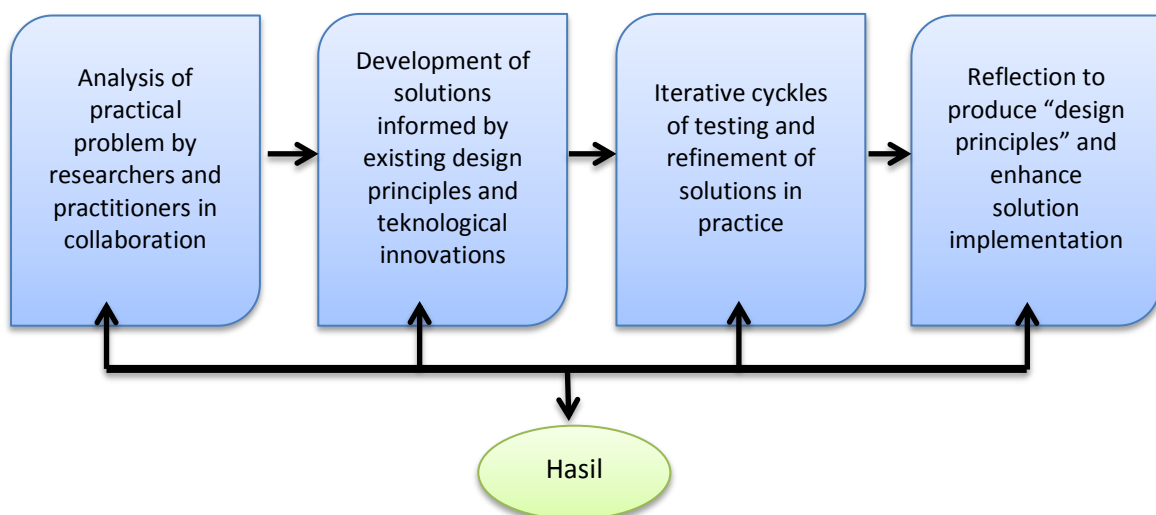 Analysis of
practical
problem by
researchers and
practitioners in
collaboration
Development of
solutions
informed by
existing design
principles and
teknological
innovations
Iterative cyckles
of testing and
refinement of
solutions in
practice
Reflection to
produce “design
principles” and
enhance
solution
implementation
Hasil